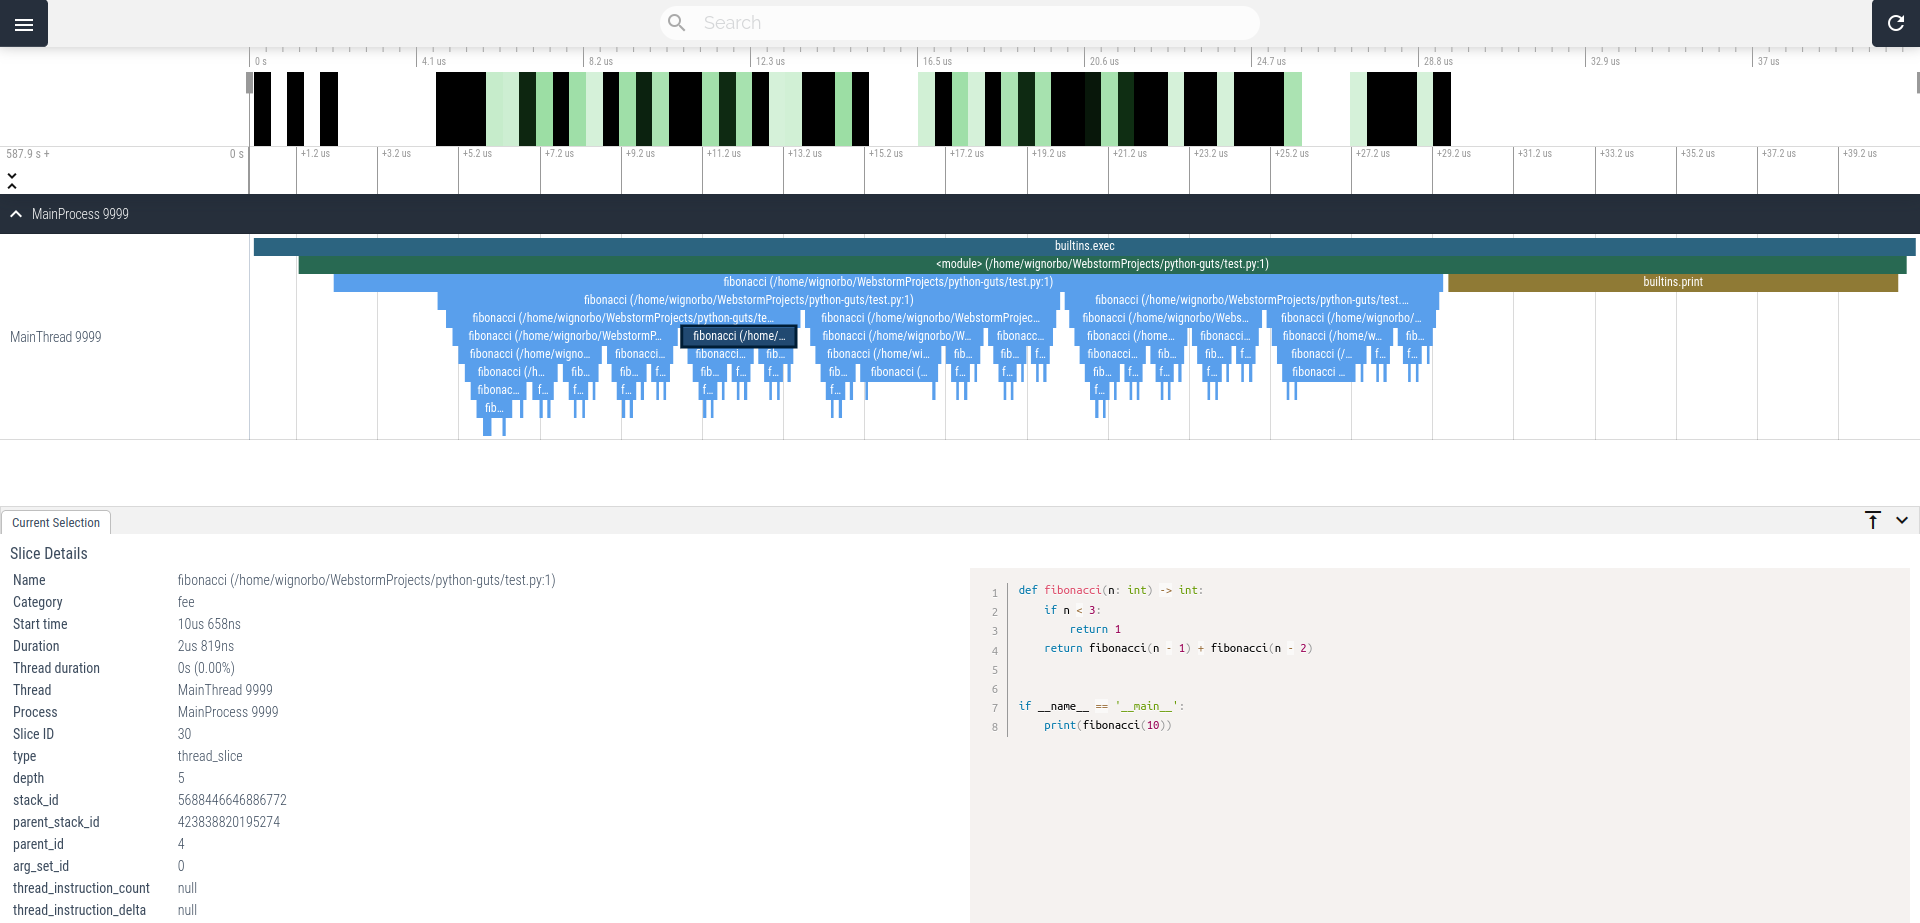 Search
0 s 4.1 us 8.2 us 12.3 us 16.5 us 20.6 us 24.7 us 28.8 us 32.9 us 37 us
587.9 s + 0 s +1.2 us +3.2 us +5.2 us +7.2 us +9.2 us +11.2 us +13.2 us +15.2 us +17.2 us +19.2 us +21.2 us +23.2 us +25.2 us +27.2 us +29.2 us +31.2 us +33.2 us +35.2 us +37.2 us +39.2 us
MainProcess 9999
builtins.exec
<module> (/home/wignorbo/WebstormProjects/python-guts/test.py:1)
fibonacci (/home/wignorbo/WebstormProjects/python-guts/test.py:1) builtins.print
fibonacci (/home/wignorbo/WebstormProjects/python-guts/test.py:1) fibonacci (/home/wignorbo/WebstormProjects/python-guts/test....
fibonacci (/home/wignorbo/WebstormProjects/python-guts/te... fibonacci (/home/wignorbo/WebstormProjec... fibonacci (/home/wignorbo/Webs... fibonacci (/home/wignorbo/...
MainThread 9999 fibonacci (/home/wignorbo/WebstormP... fibonacci (/home/... fibonacci (/home/wignorbo/W... fibonacc... fibonacci (/home... fibonacci... fibonacci (/home/w... fib...
fibonacci (/home/wigno... fibonacci... fibonacci... fib... fibonacci (/home/wi... fib... fib... f... fibonacci... fib... fib... f... fibonacci (/... f... f...
fibonacci (/h... fib... fib... f... fib... f... f... fib... fibonacci (... f... f... fib... f... f... f... fibonacci ...
fibonac... f... f... f... f... f... f...
fib...
Current Selection
Slice Details
Name fibonacci (/home/wignorbo/WebstormProjects/python-guts/test.py:1)
Category fee
Start time 10us 658ns
Duration 2us 819ns
Thread duration 0s (0.00%)
Thread MainThread 9999
Process MainProcess 9999
Slice ID 30
type thread_slice
depth 5
stack_id 5688446646886772
parent_stack_id 423838820195274
parent_id 4
arg_set_id 0
thread_instruction_count null
thread_instruction_delta null
1 def fibonacci(n: int) -> int:
2 if n < 3:
3 return 1
4 return fibonacci(n - 1) + fibonacci(n - 2)
5
6
7 if __name__ == '__main__':
8 print(fibonacci(10))